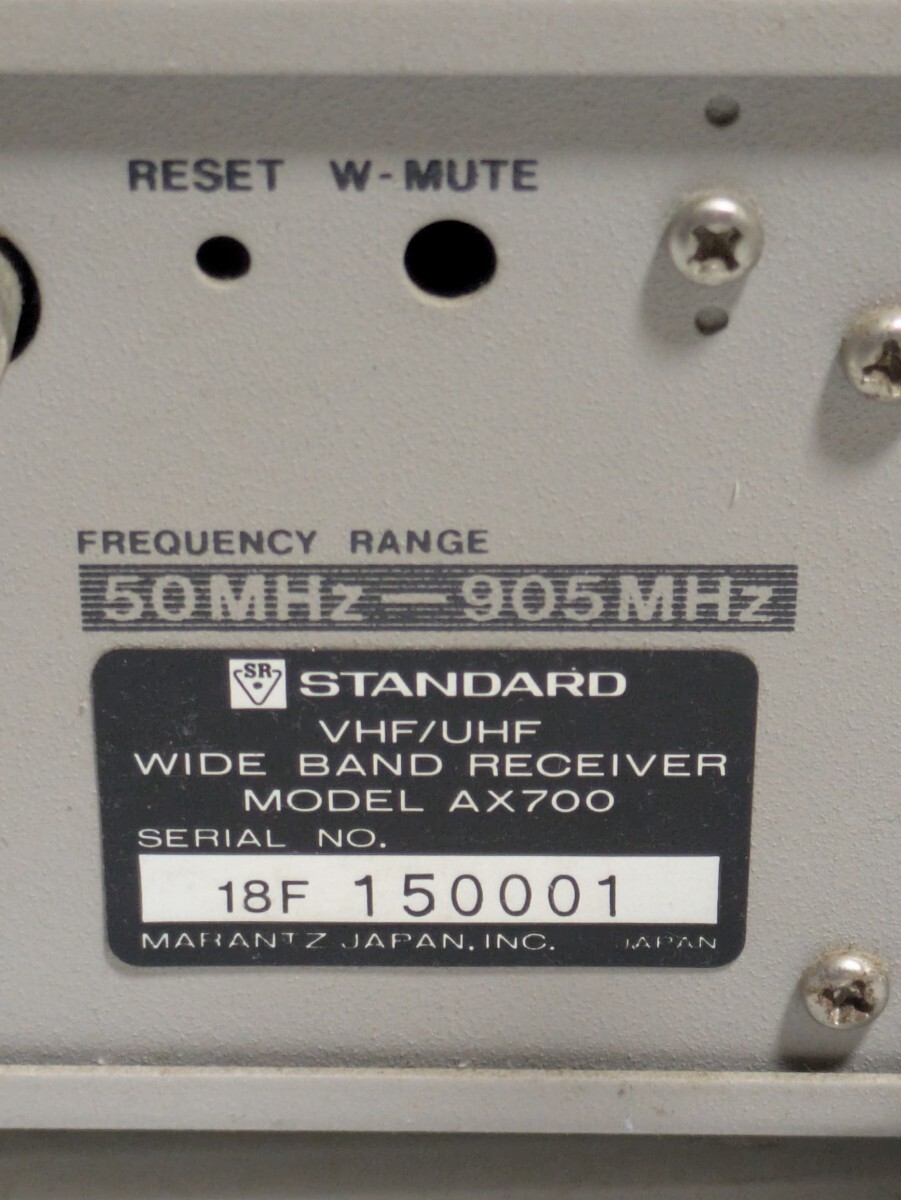 RESET W-MUTE
FREQUENCY RANGE
50MHz—905MHz
SR STANDARD
VHF/UHF
WIDE BAND RECEIVER
MODEL AX700
SERIAL NO.
18F 150001
MARANTZ JAPAN, INC. JAPAN